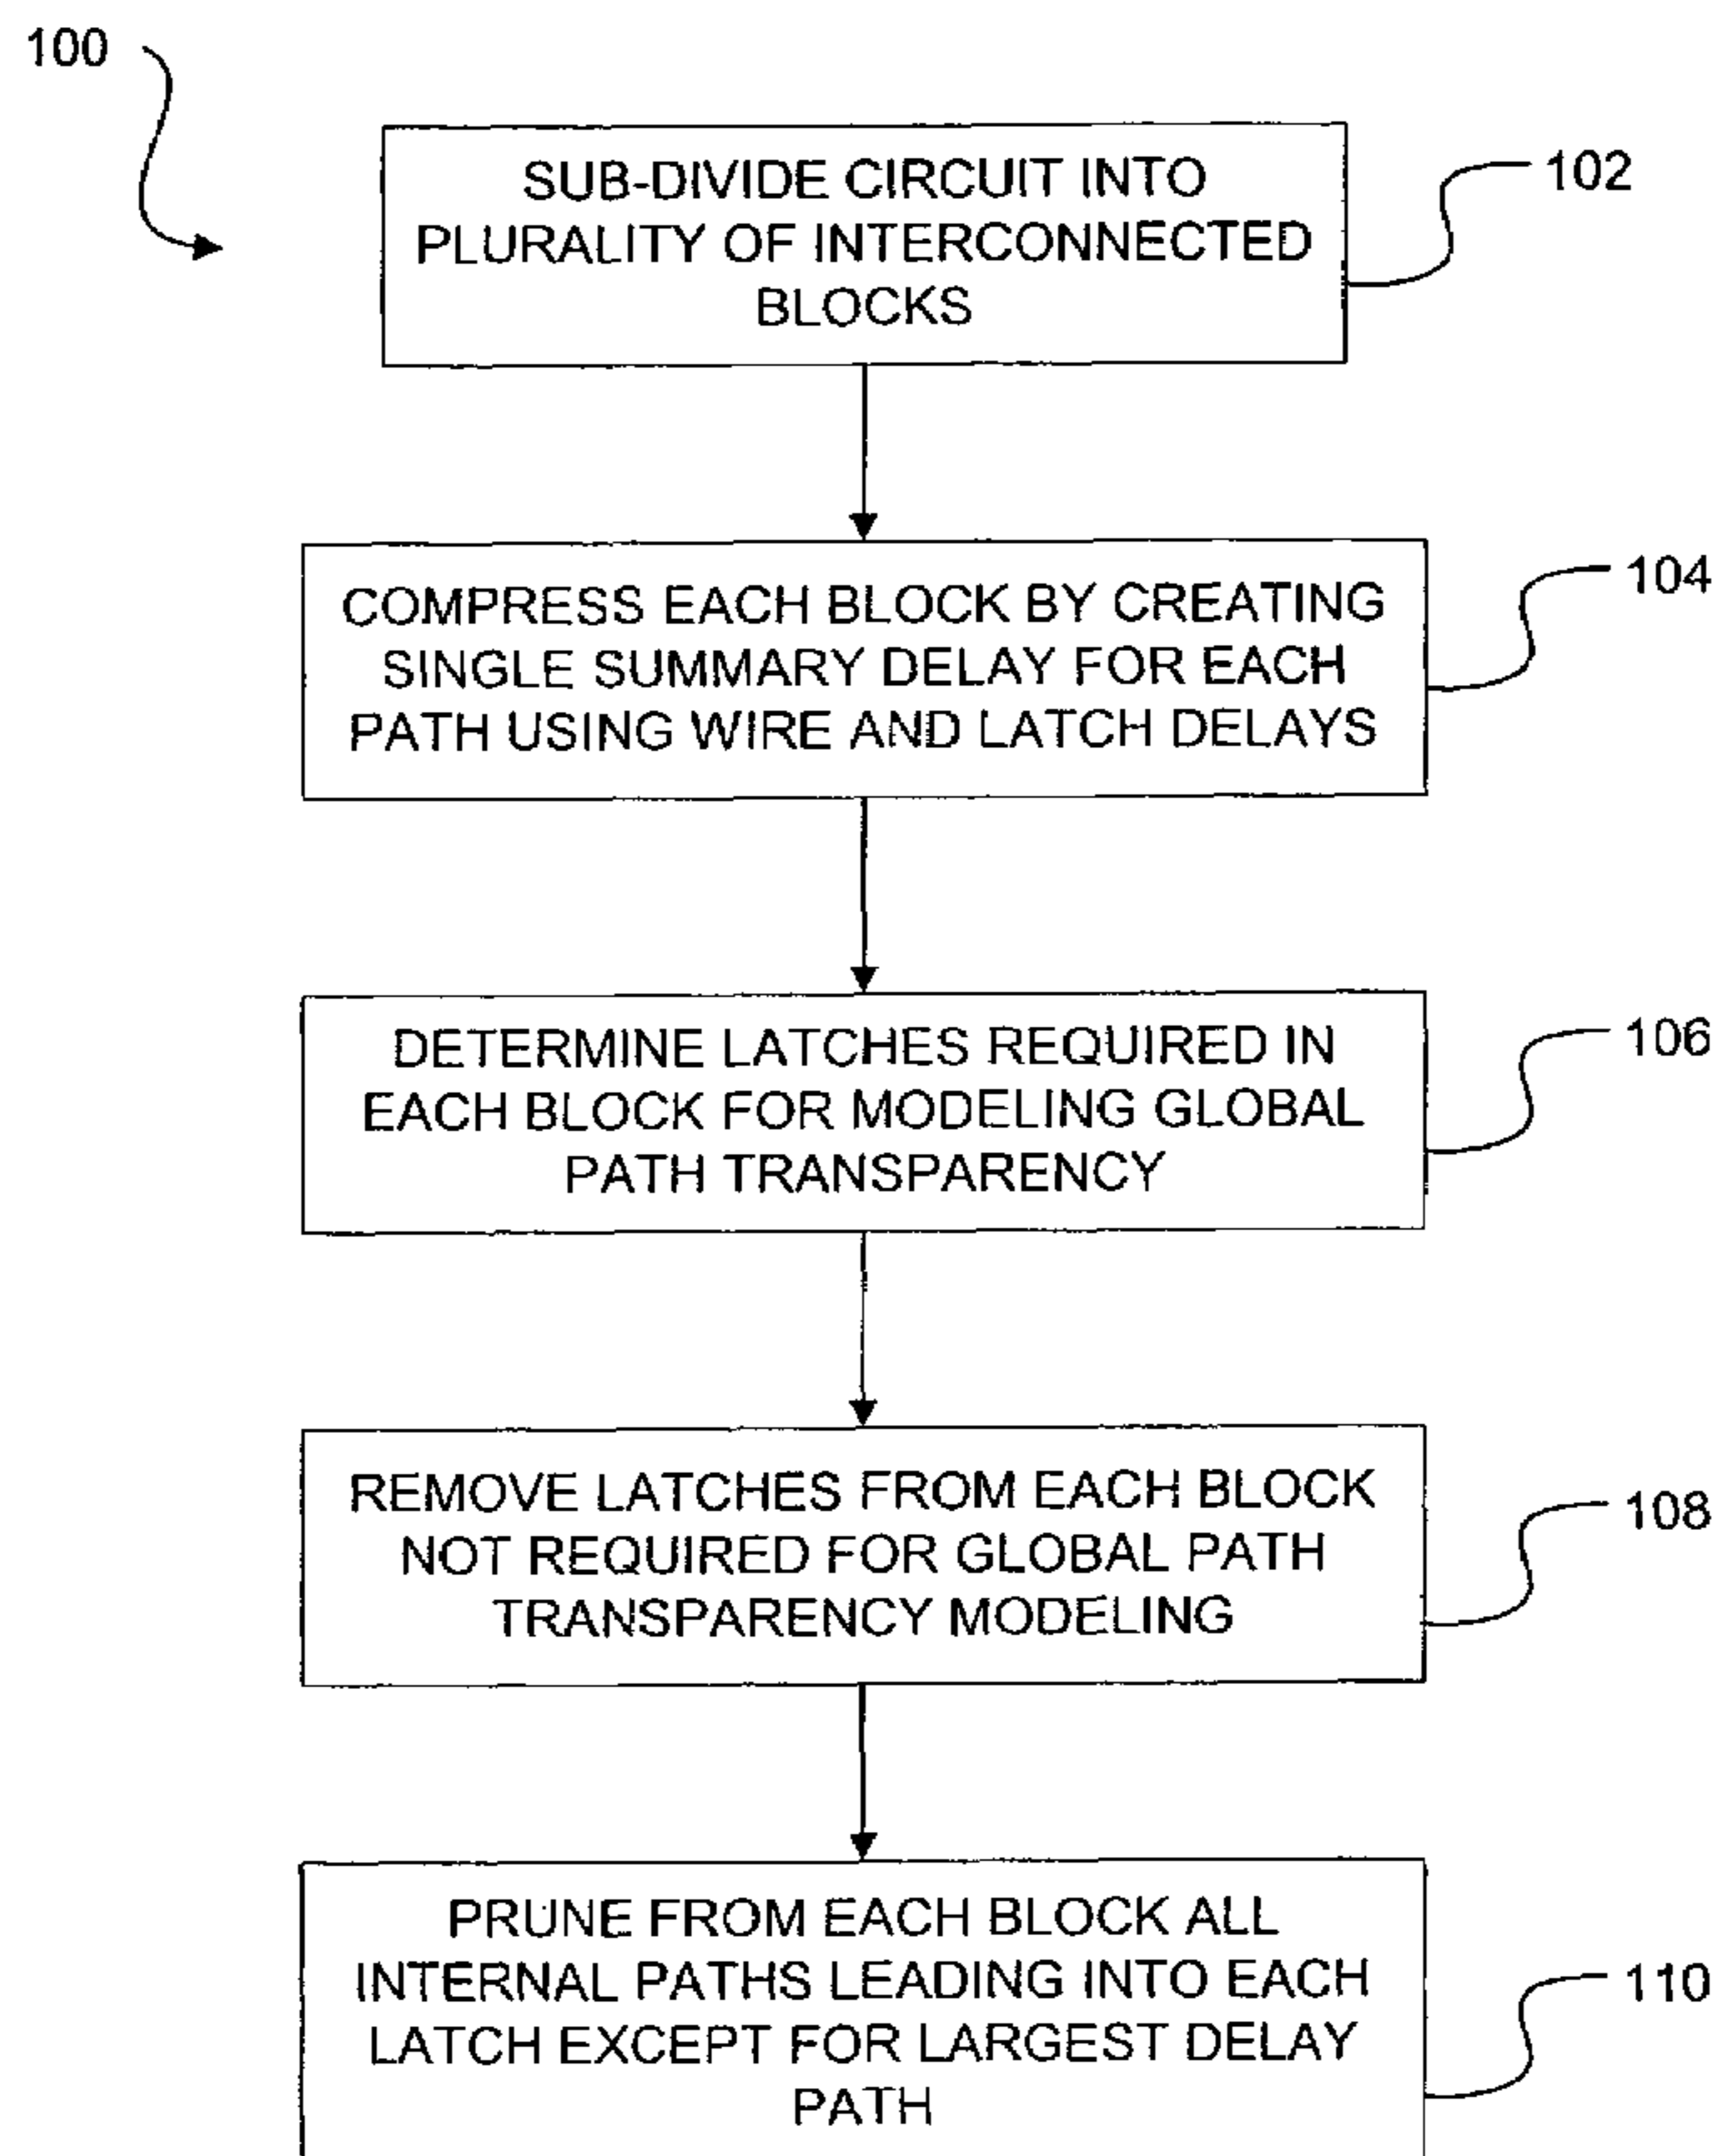 100
SUB-DIVIDE CIRCUIT INTO
PLURALITY OF INTERCONNECTED
BLOCKS
102
COMPRESS EACH BLOCK BY CREATING
SINGLE SUMMARY DELAY FOR EACH
PATH USING WIRE AND LATCH DELAYS
104
DETERMINE LATCHES REQUIRED IN
EACH BLOCK FOR MODELING GLOBAL
PATH TRANSPARENCY
106
REMOVE LATCHES FROM EACH BLOCK
NOT REQUIRED FOR GLOBAL PATH
TRANSPARENCY MODELING
108
PRUNE FROM EACH BLOCK ALL
INTERNAL PATHS LEADING INTO EACH
LATCH EXCEPT FOR LARGEST DELAY
PATH
110